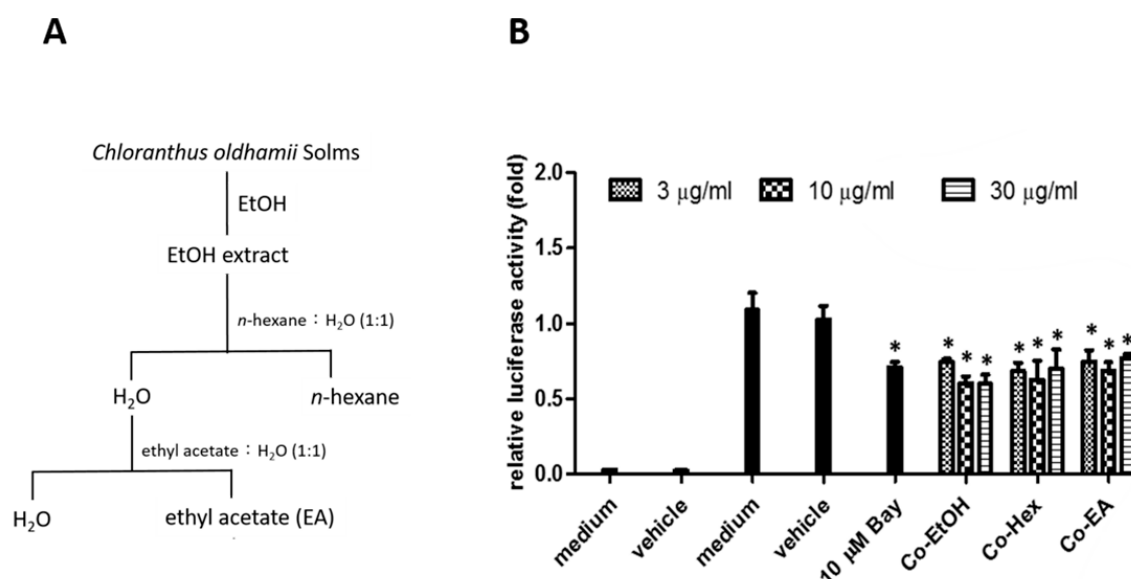 A
B
Chloranthus oldhamii Solms
EtOH
EtOH extract
n-hexane：H₂O (1:1)
H₂O
n-hexane
ethyl acetate：H₂O (1:1)
H₂O
ethyl acetate (EA)
relative luciferase activity (fold)
2.0
1.5
1.0
0.5
0.0
3 µg/ml
10 µg/ml
30 µg/ml
*
* * *
* * *
* * *
medium
vehicle
medium
vehicle
10 µM Bay
Co-EtOH
Co-Hex
Co-EA